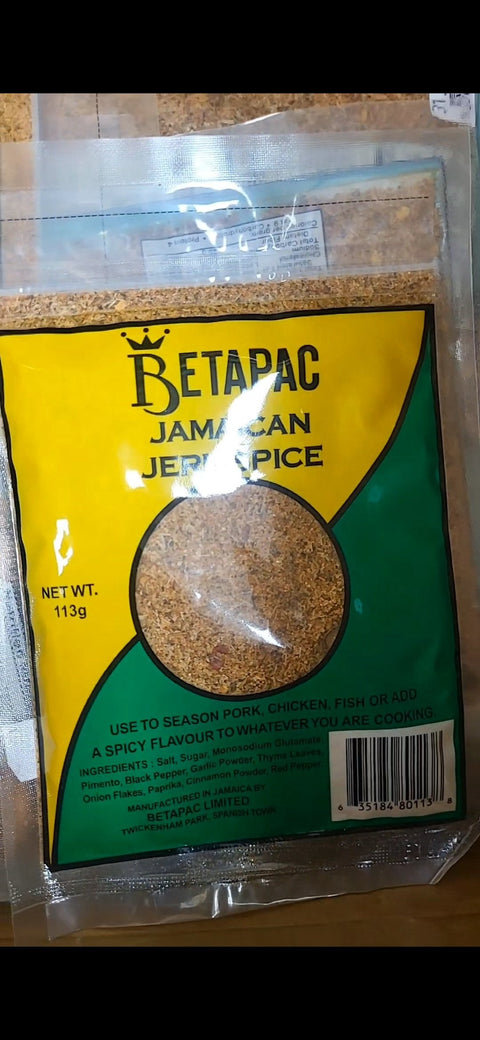 BETAPAC
JAMAICAN
JERK SPICE
NET WT.
113g
USE TO SEASON PORK, CHICKEN, FISH OR ADD
A SPICY FLAVOUR TO WHATEVER YOU ARE COOKING.
INGREDIENTS : Salt, Sugar, Monosodium Glutamate,
Pimento, Black Pepper, Garlic Powder, Thyme Leaves,
Onion Flakes, Paprika, Cinnamon Powder, Red Pepper.
MANUFACTURED IN JAMAICA BY
BETAPAC LIMITED
TWICKENHAM PARK, SPANISH TOWN
6 35184 80113 8